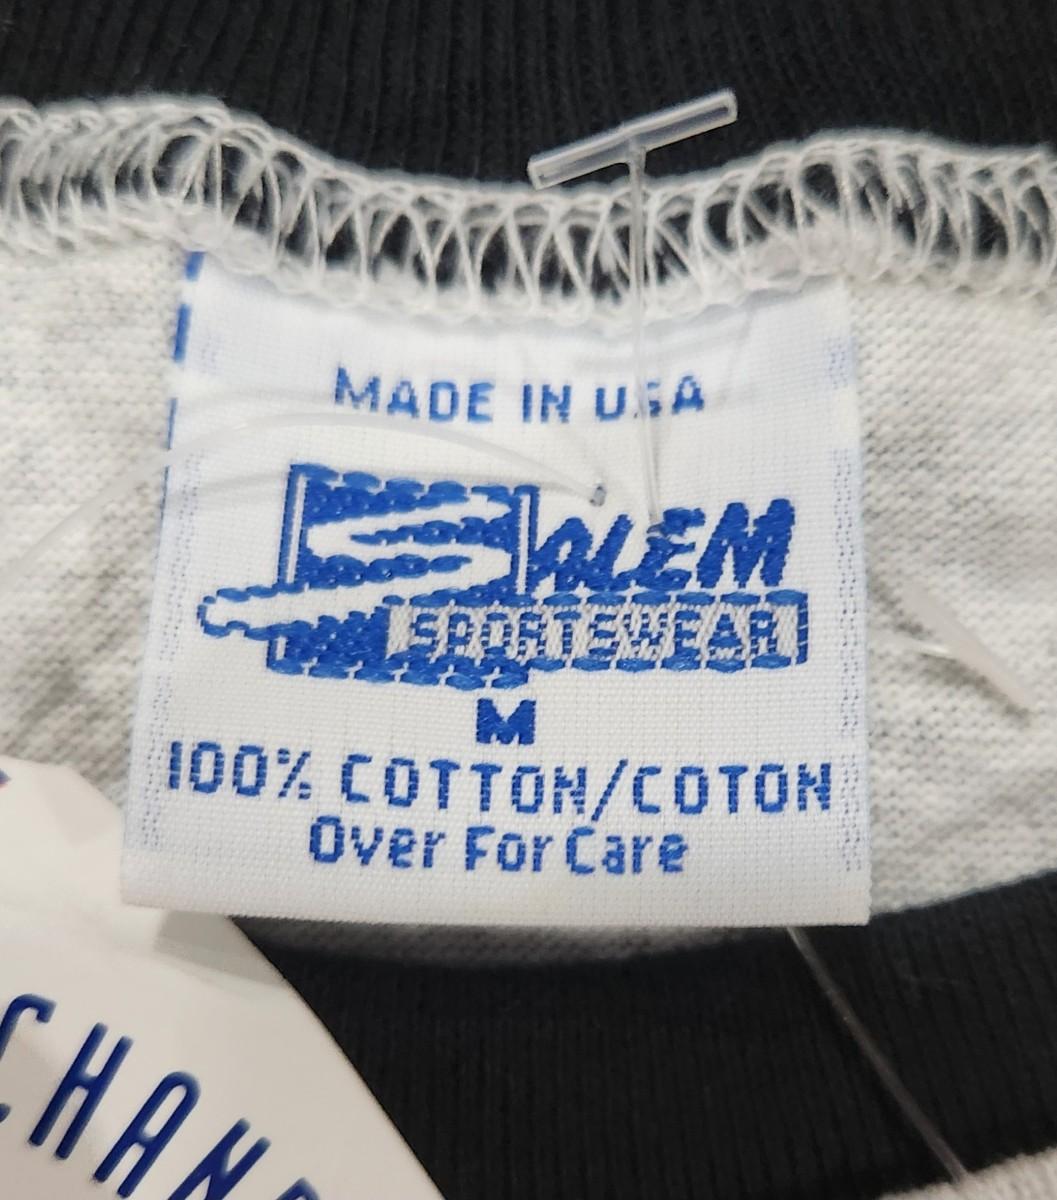 MADE IN USA
SALEM
SPORTSWEAR
M
100% COTTON/COTON
Over For Care
CHAN